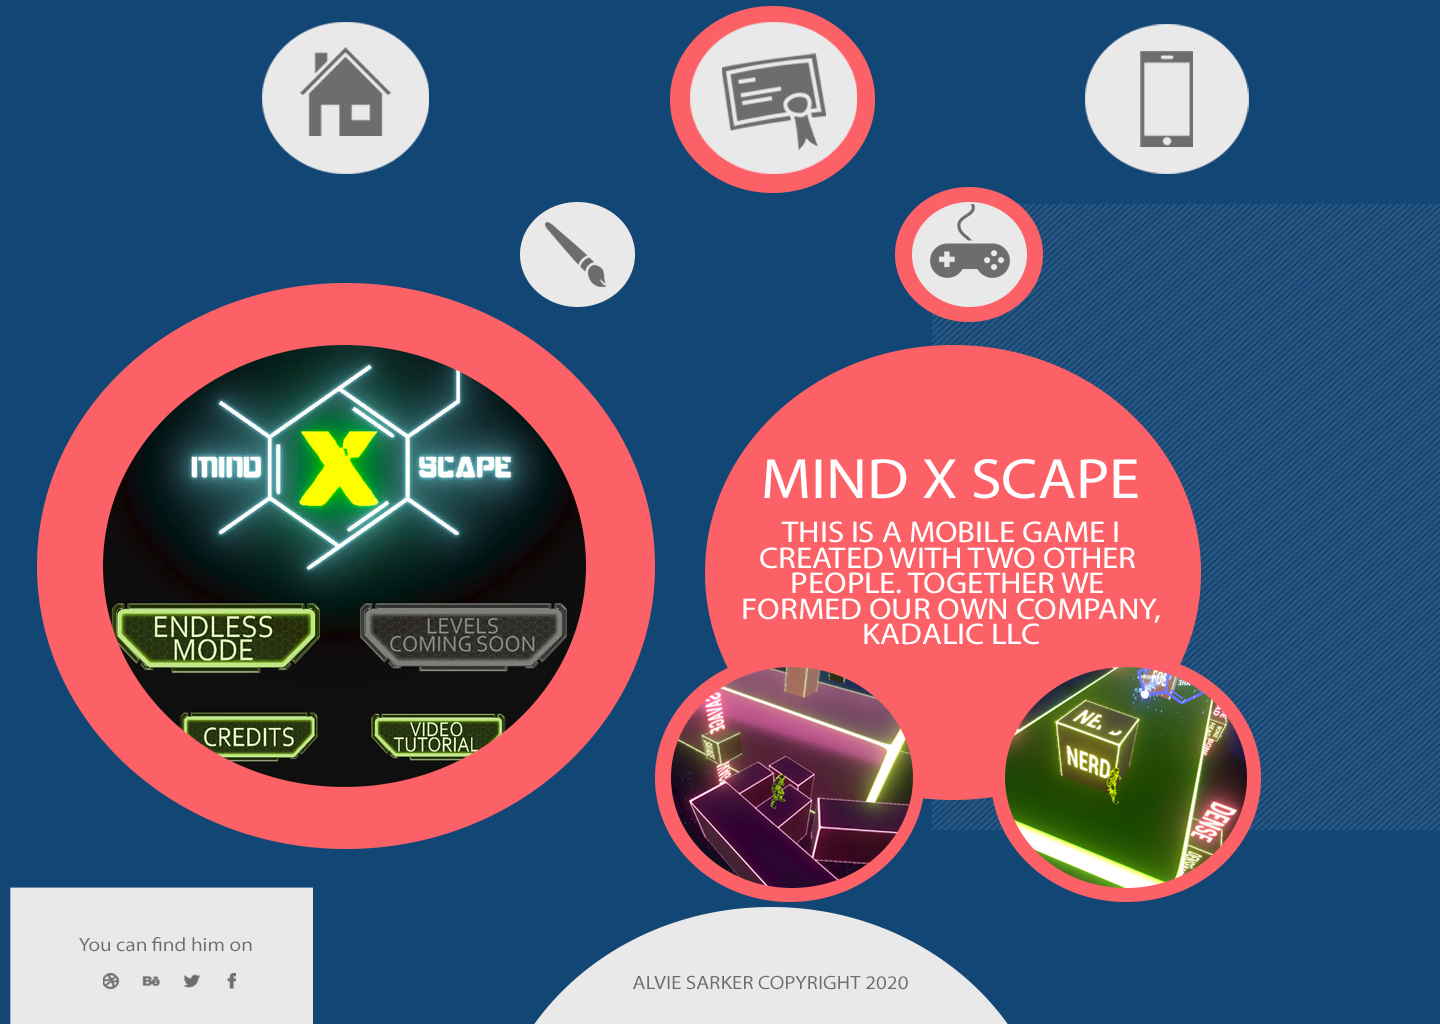 MIND X SCAPE
ENDLESS
MODE
LEVELS
COMING SOON
CREDITS
VIDEO
TUTORIAL
MIND X SCAPE
THIS IS A MOBILE GAME I
CREATED WITH TWO OTHER
PEOPLE. TOGETHER WE
FORMED OUR OWN COMPANY,
KADALIC LLC
SAVAGE
NERD
DENSE
You can find him on
Bē
ALVIE SARKER COPYRIGHT 2020